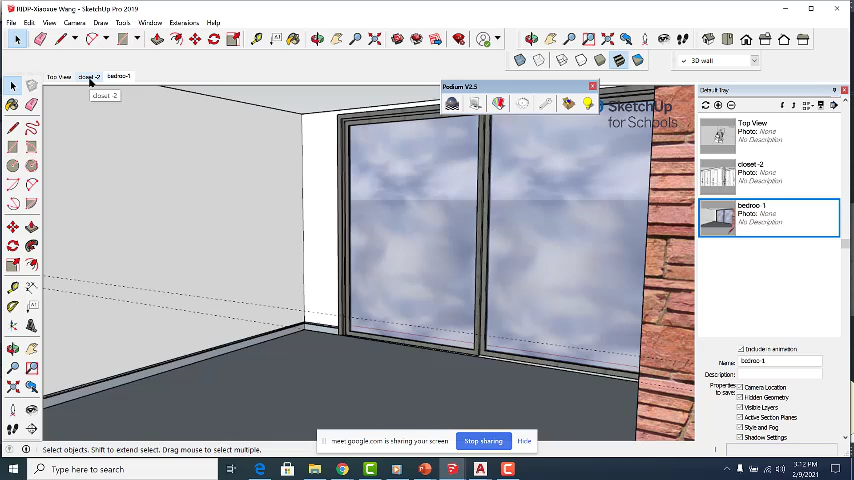 RIDP-Xiaoxue Wang - SketchUp Pro 2019
File Edit View Camera Draw Tools Window Extensions Help
3D wall
Top View closet -2 bedroo-1
closet -2
Podium V2.5
SketchUp
for Schools
Default Tray
Top View
Photo: None
No Description
closet -2
Photo: None
No Description
bedroo-1
Photo: None
No Description
Include in animation
Name: bedroo-1
Description:
Properties
to save:
Camera Location
Hidden Geometry
Visible Layers
Active Section Planes
Style and Fog
Shadow Settings
meet.google.com is sharing your screen. Stop sharing Hide
Select objects. Shift to extend select. Drag mouse to select multiple.
Type here to search
3:12 PM
2/9/2021